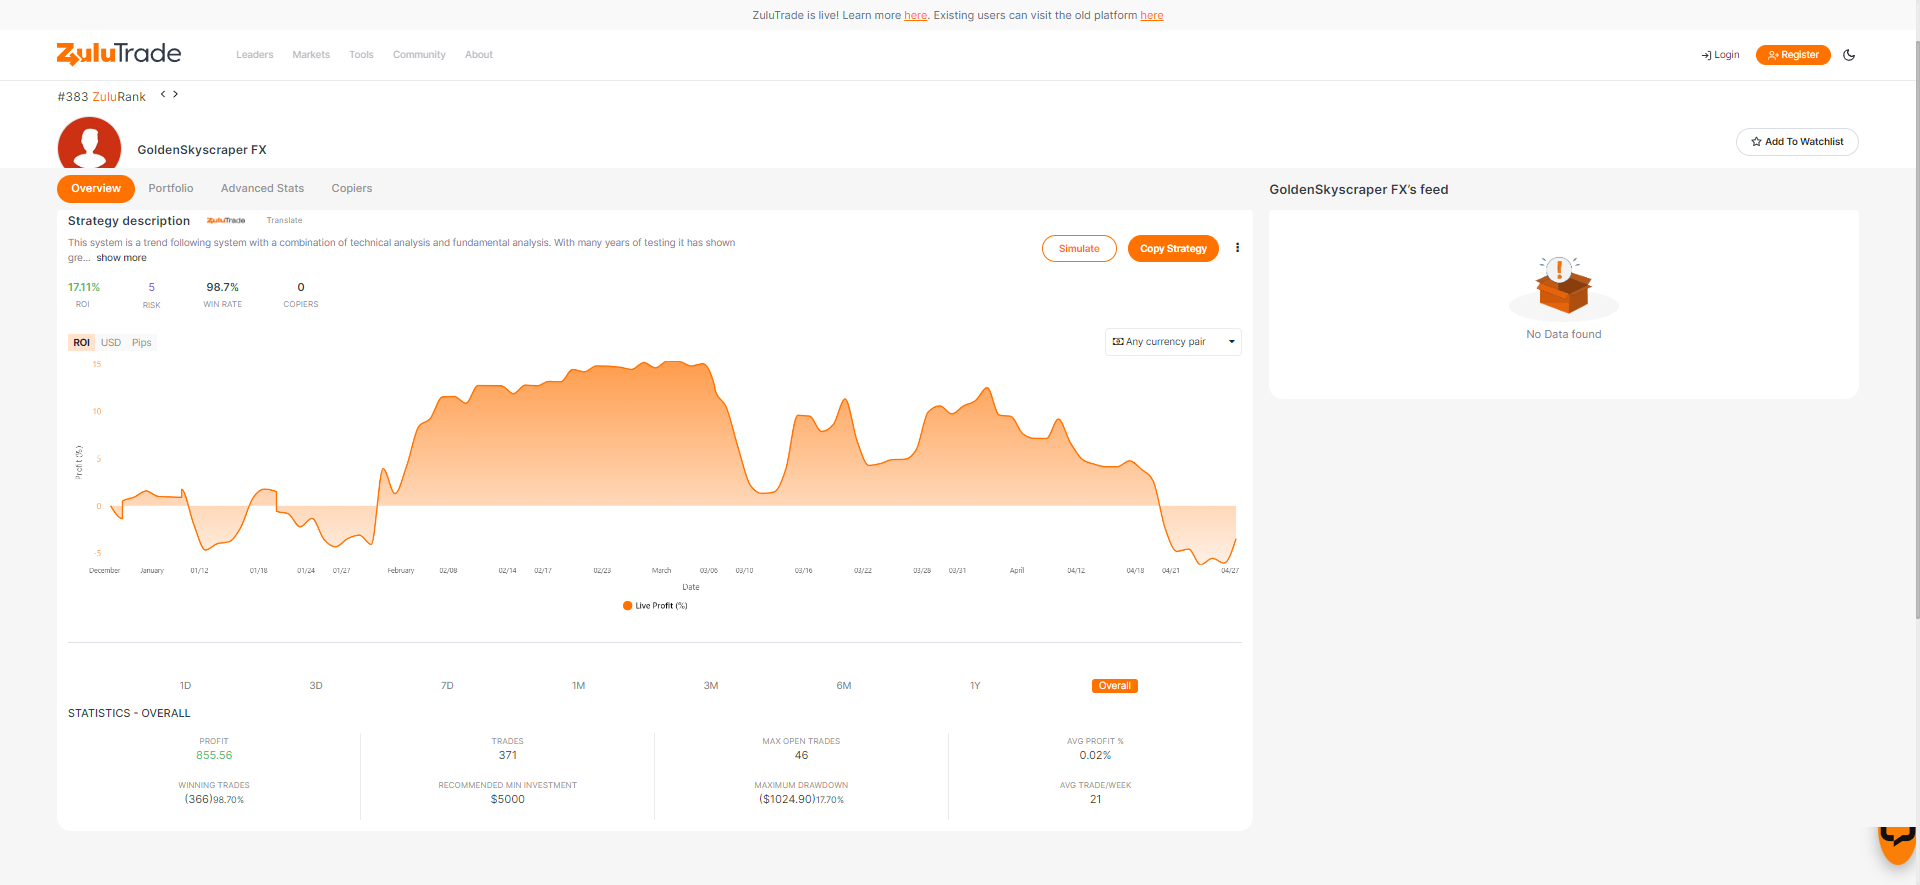 ZuluTrade is live! Learn more here. Existing users can visit the old platform here
ZuluTrade
Leaders Markets Tools Community About
Login Register
#383 ZuluRank
GoldenSkyscraper FX
Add To Watchlist
Overview Portfolio Advanced Stats Copiers
GoldenSkyscraper FX's feed
Strategy description ZuluTrade Translate
This system is a trend following system with a combination of technical analysis and fundamental analysis. With many years of testing it has shown
gre... show more
Simulate Copy Strategy
17.11% 5 98.7% 0
ROI RISK WIN RATE COPIERS
No Data found
ROI USD Pips
Any currency pair
15
10
5
0
-5
Profit (%)
December January 01/12 01/18 01/24 01/27 February 02/08 02/14 02/17 02/23 March 03/06 03/10 03/16 03/22 03/28 03/31 April 04/12 04/18 04/21 04/27
Date
Live Profit (%)
1D 3D 7D 1M 3M 6M 1Y Overall
STATISTICS - OVERALL
PROFIT TRADES MAX OPEN TRADES AVG PROFIT %
855.56 371 46 0.02%
WINNING TRADES RECOMMENDED MIN INVESTMENT MAXIMUM DRAWDOWN AVG TRADE/WEEK
(366)98.70% $5000 ($1024.90)17.70% 21